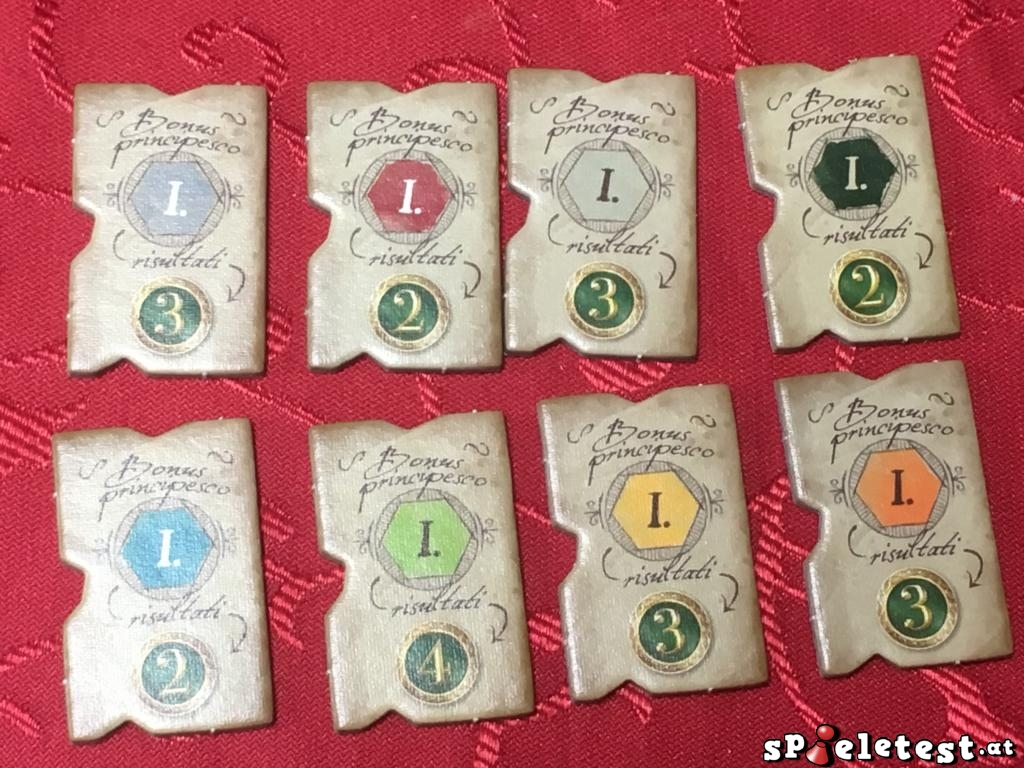 Bonus
principesco
I.
risultati
3
Bonus
principesco
I.
risultati
2
Bonus
principesco
I.
risultati
3
Bonus
principesco
I.
risultati
2
Bonus
principesco
I.
risultati
2
Bonus
principesco
I.
risultati
4
Bonus
principesco
I.
risultati
3
Bonus
principesco
I.
risultati
3
spieletest.at